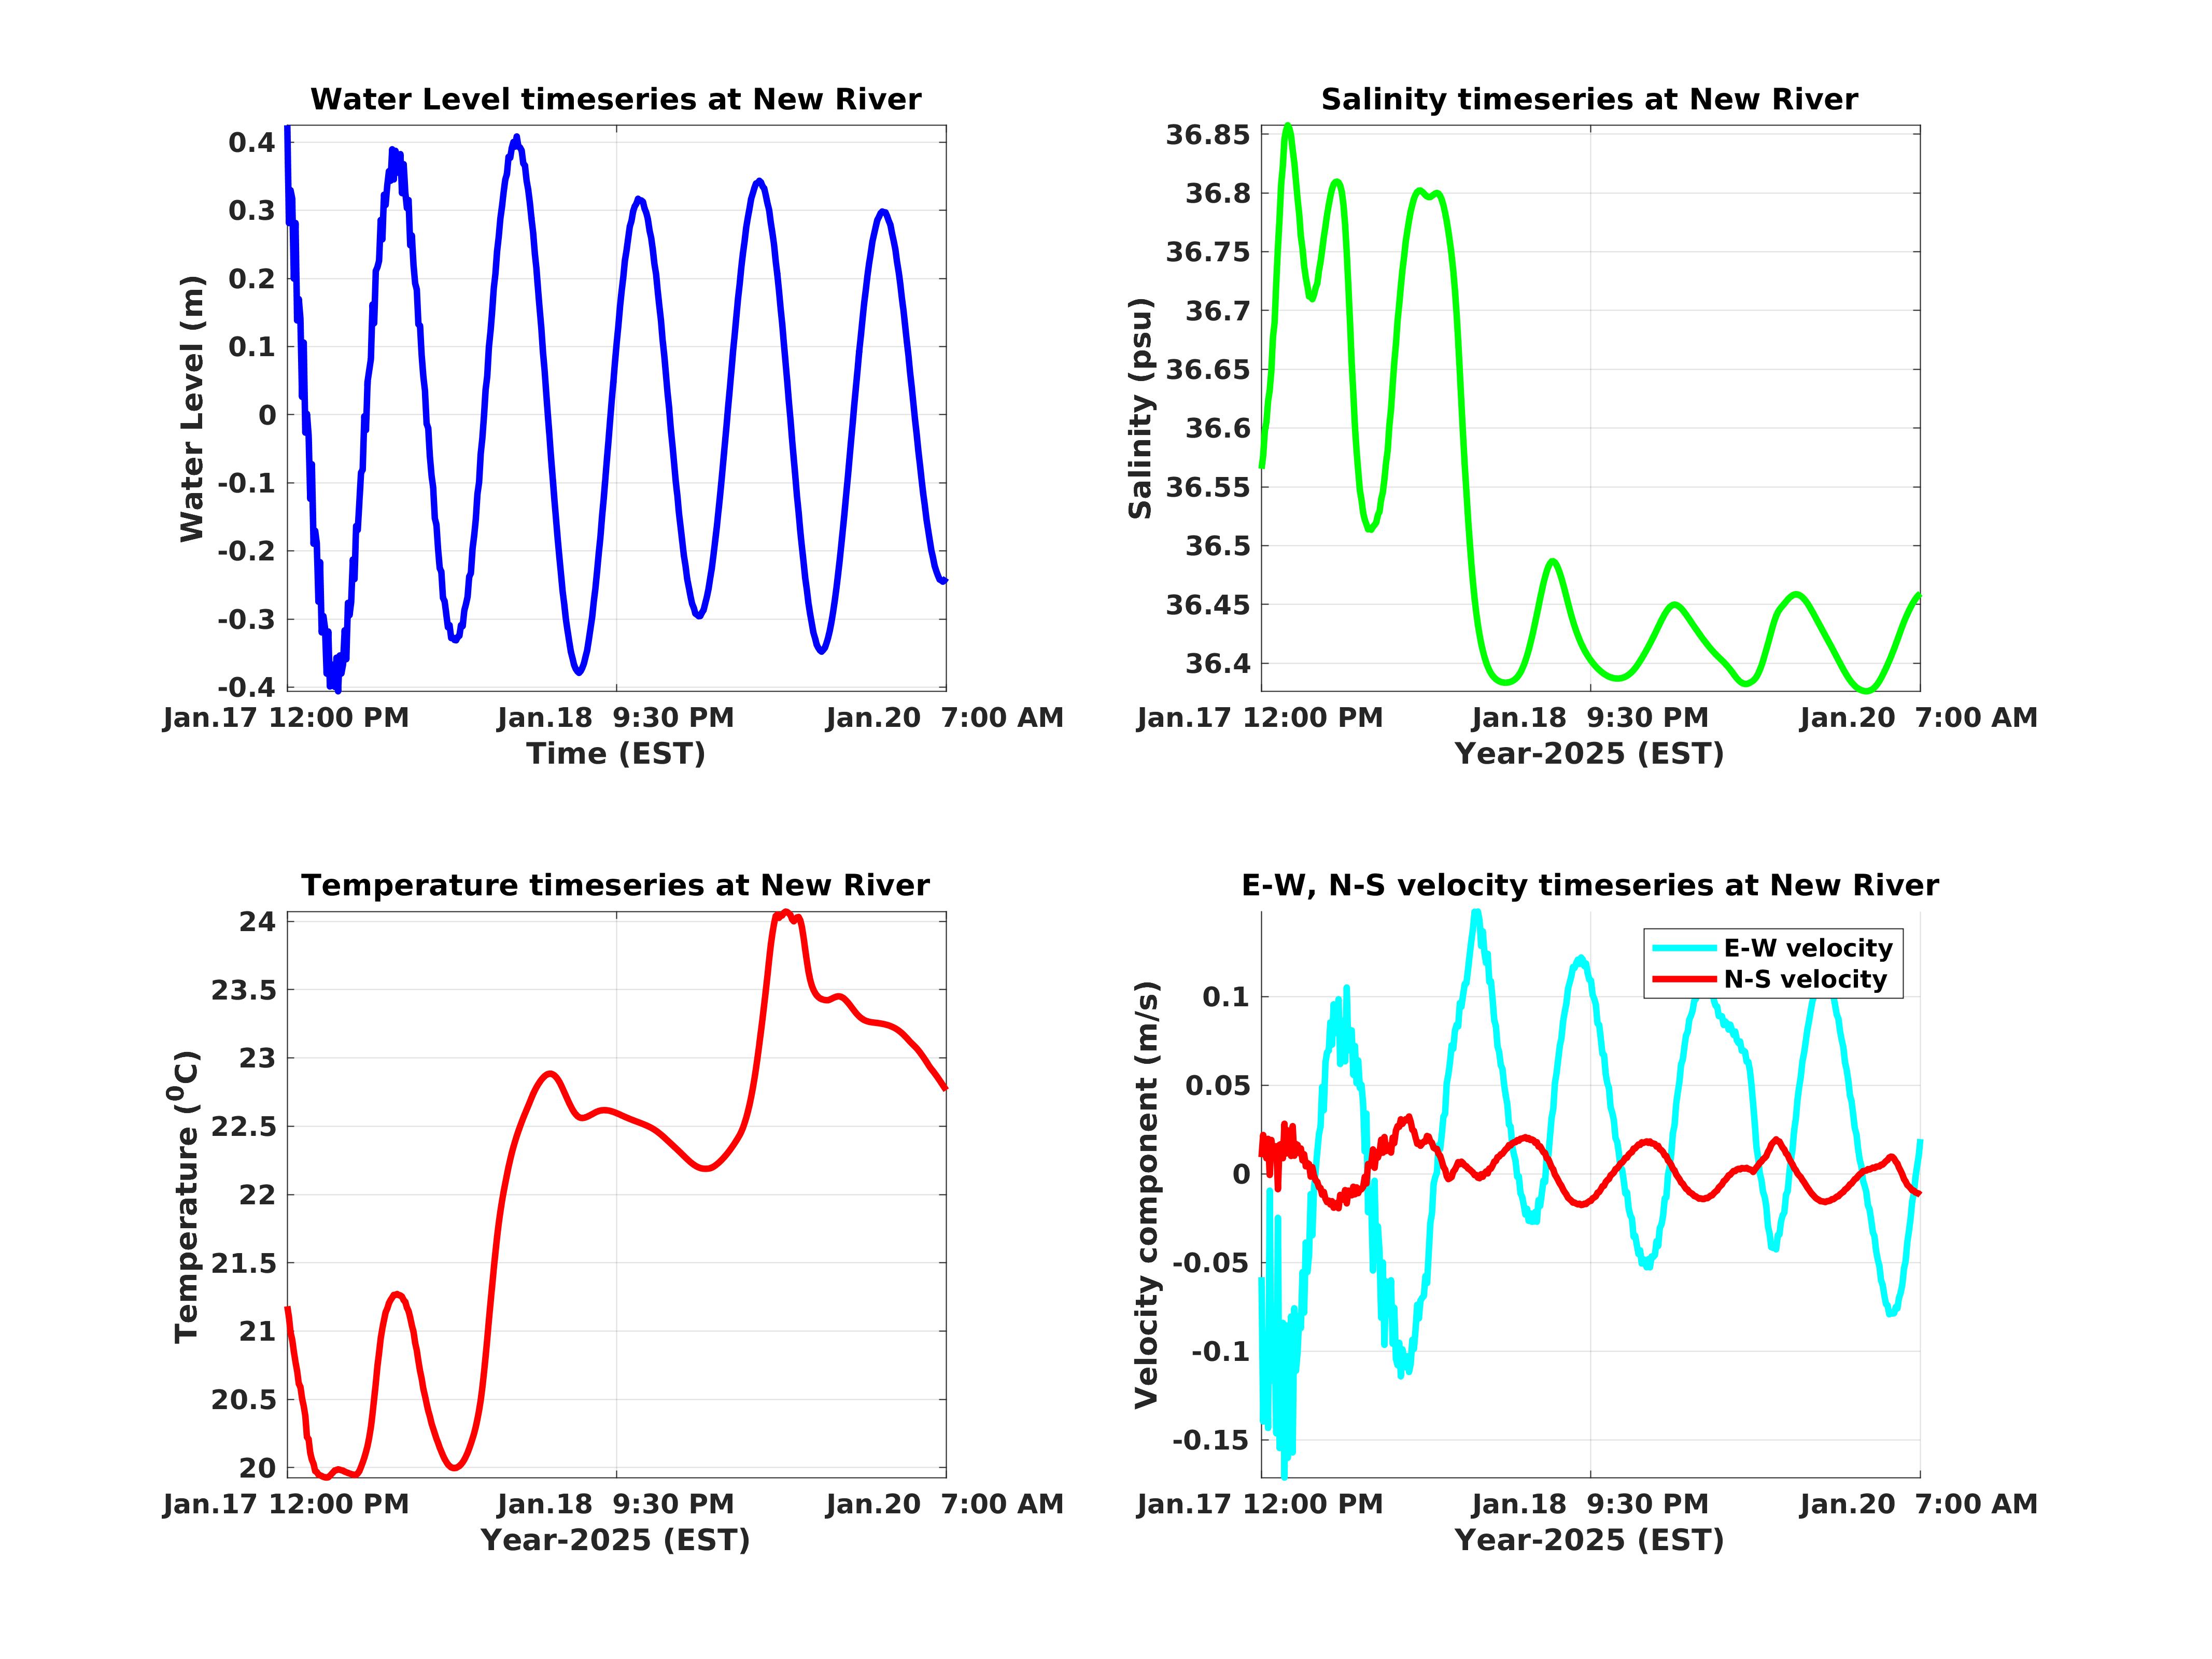 Water Level timeseries at New River
0.4
0.3
0.2
0.1
0
-0.1
-0.2
-0.3
-0.4
Water Level (m)
Jan.17 12:00 PM
Jan.18  9:30 PM
Jan.20  7:00 AM
Time (EST)
Salinity timeseries at New River
36.85
36.8
36.75
36.7
36.65
36.6
36.55
36.5
36.45
36.4
Salinity (psu)
Jan.17 12:00 PM
Jan.18  9:30 PM
Jan.20  7:00 AM
Year-2025 (EST)
Temperature timeseries at New River
24
23.5
23
22.5
22
21.5
21
20.5
20
Temperature (⁰C)
Jan.17 12:00 PM
Jan.18  9:30 PM
Jan.20  7:00 AM
Year-2025 (EST)
E-W, N-S velocity timeseries at New River
E-W velocity
N-S velocity
0.1
0.05
0
-0.05
-0.1
-0.15
Velocity component (m/s)
Jan.17 12:00 PM
Jan.18  9:30 PM
Jan.20  7:00 AM
Year-2025 (EST)